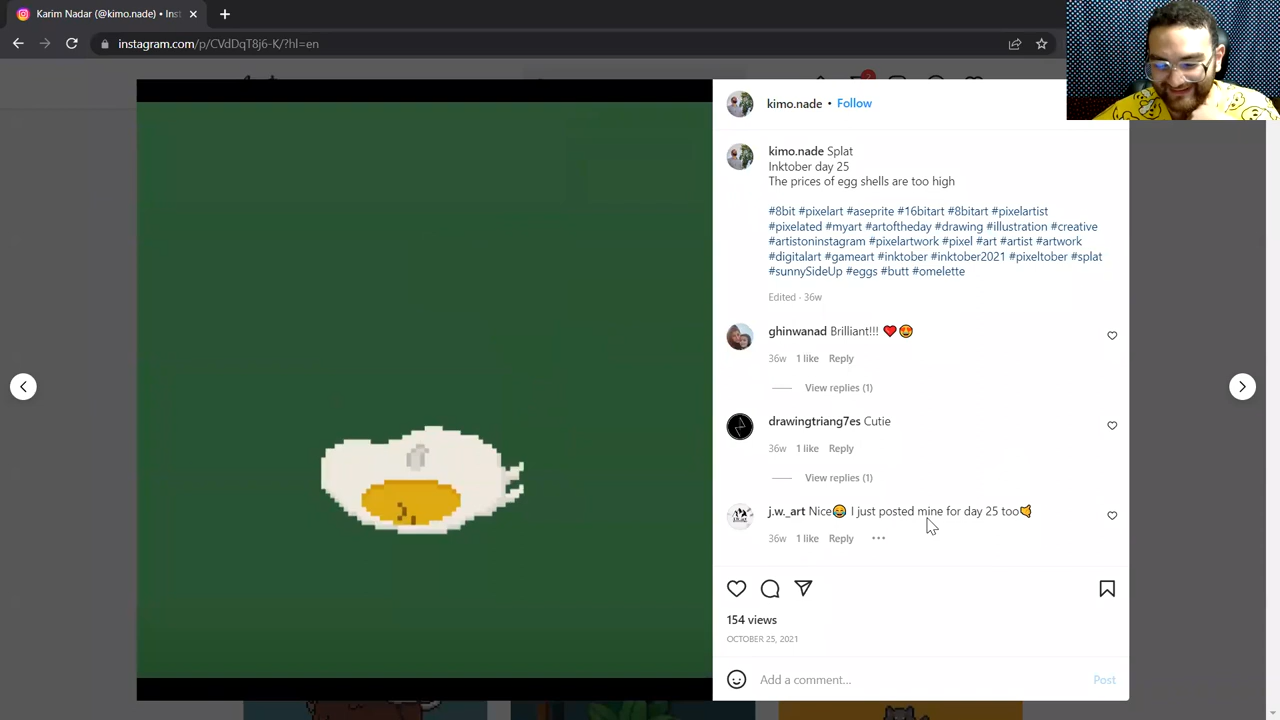 Karim Nadar (@kimo.nade) • Ins
instagram.com/p/CVdDqT8j6-K/?hl=en
kimo.nade • Follow
kimo.nade Splat
Inktober day 25
The prices of egg shells are too high
#8bit #pixelart #aseprite #16bitart #8bitart #pixelartist
#pixelated #myart #artoftheday #drawing #illustration #creative
#artistoninstagram #pixelartwork #pixel #art #artist #artwork
#digitalart #gameart #inktober #inktober2021 #pixeltober #splat
#sunnySideUp #eggs #butt #omelette
Edited · 36w
ghinwanad Brilliant!!! ❤️😍
36w 1 like Reply
View replies (1)
drawingtriang7es Cutie
36w 1 like Reply
View replies (1)
j.w._art Nice😂 I just posted mine for day 25 too🤙
36w 1 like Reply
154 views
OCTOBER 25, 2021
Add a comment...
Post